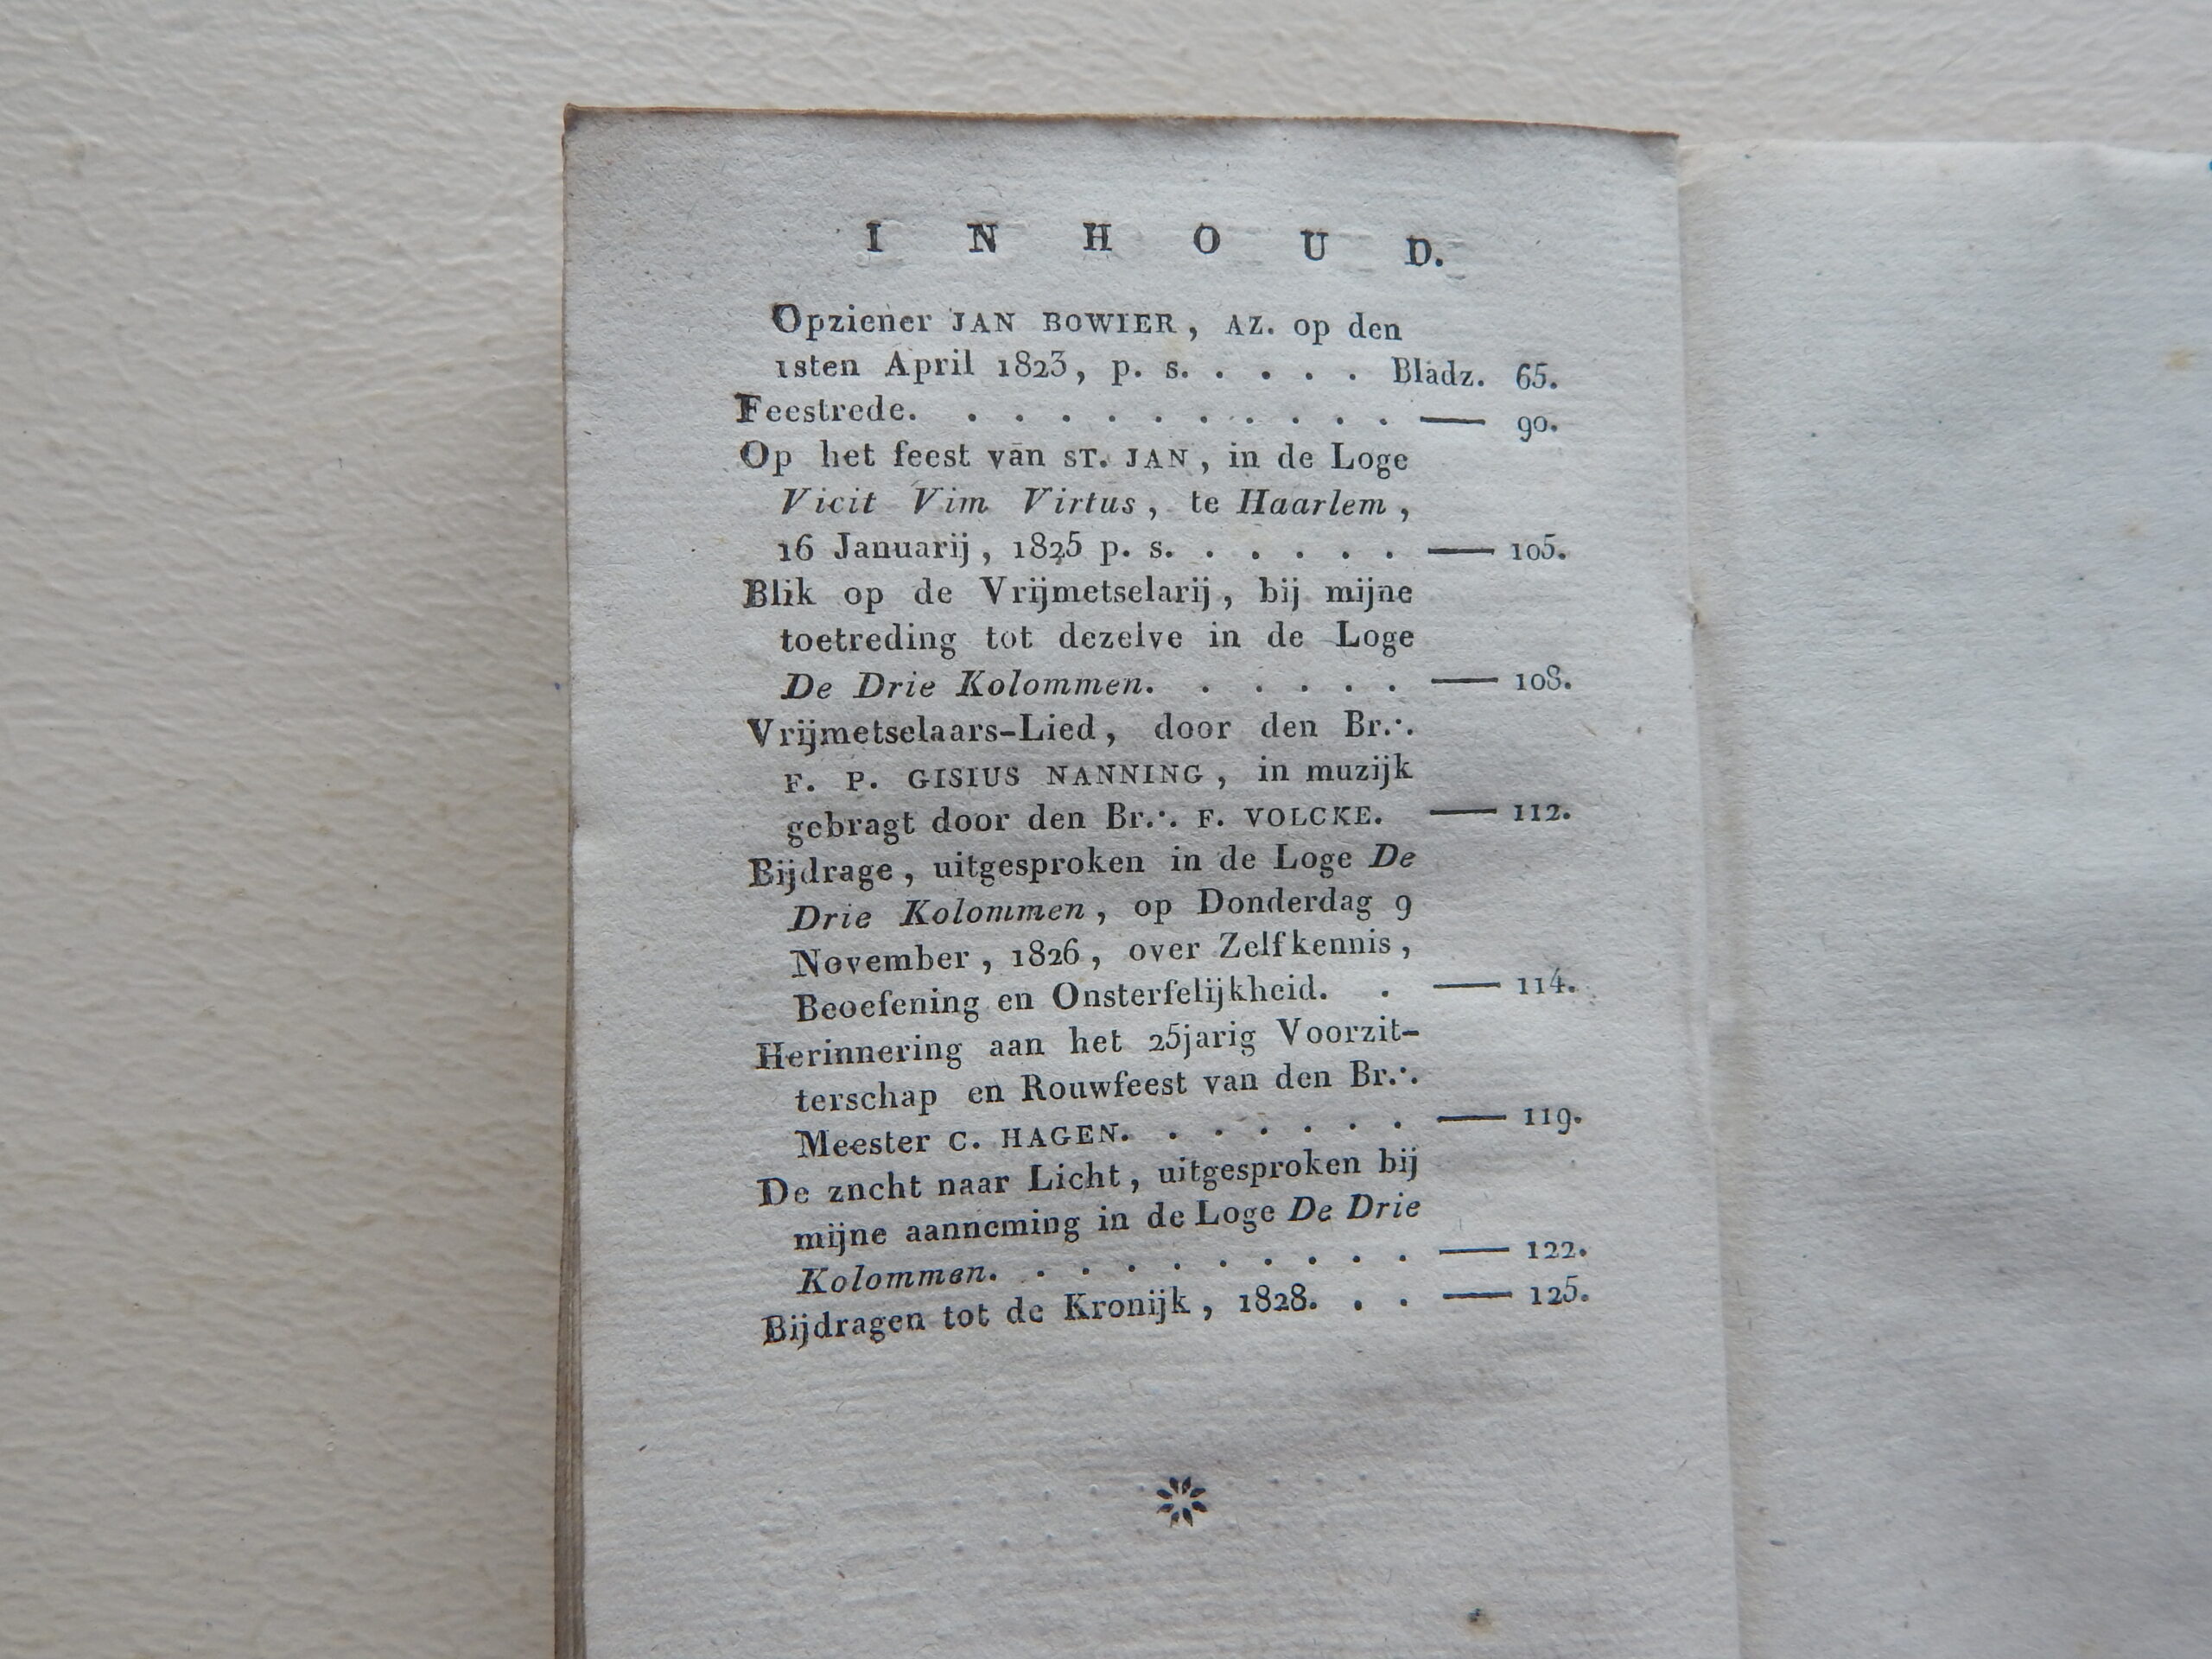 INHOUD.
Opziener JAN BOWIER, AZ. op den
1sten April 1823, p. s. . . . . Bladz. 65.
Feestrede. . . . . . . . . . . — 90.
Op het feest van ST. JAN, in de Loge
Vicit Vim Virtus, te Haarlem,
16 Januarij, 1825 p. s. . . . . . — 105.
Blik op de Vrijmetselarij, bij mijne
toetreding tot dezelve in de Loge
De Drie Kolommen. . . . . . — 108.
Vrijmetselaars-Lied, door den Br.·.
F. P. GISIUS NANNING, in muzijk
gebragt door den Br.·. F. VOLCKE. — 112.
Bijdrage, uitgesproken in de Loge De
Drie Kolommen, op Donderdag 9
November, 1826, over Zelfkennis,
Beoefening en Onsterfelijkheid. . — 114.
Herinnering aan het 25jarig Voorzit-
terschap en Rouwfeest van den Br.·.
Meester C. HAGEN. . . . . . . — 119.
De zncht naar Licht, uitgesproken bij
mijne aanneming in de Loge De Drie
Kolommen. . . . . . . . . . — 122.
Bijdragen tot de Kronijk, 1828. . . — 125.